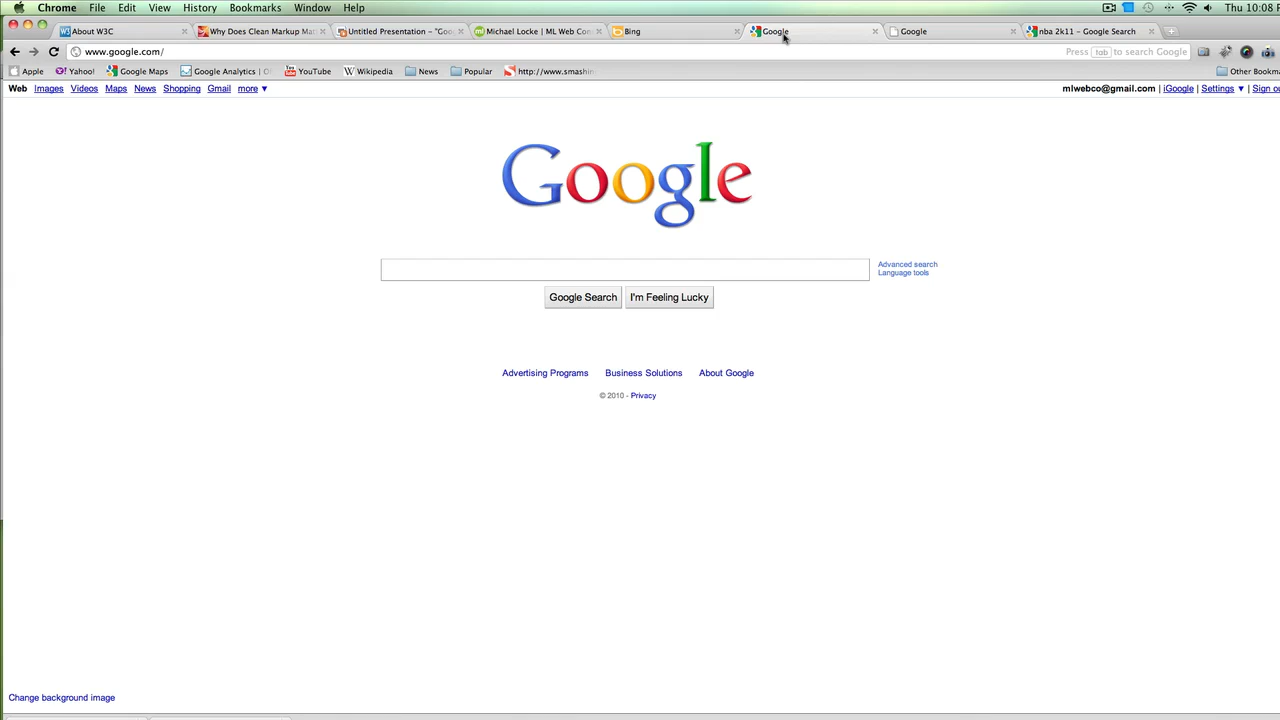 Chrome File Edit View History Bookmarks Window Help Thu 10:08
About W3C Why Does Clean Markup Mat Untitled Presentation - "Goo Michael Locke | ML Web Con Bing Google Google nba 2k11 - Google Search
www.google.com/ Press tab to search Google
Apple Yahoo! Google Maps Google Analytics | O YouTube Wikipedia News Popular http://www.smashin Other Bookma
Web Images Videos Maps News Shopping Gmail more ▼ mlwebco@gmail.com | iGoogle | Settings ▼ | Sign ou
Google
Advanced search
Language tools
Google Search I'm Feeling Lucky
Advertising Programs Business Solutions About Google
© 2010 - Privacy
Change background image